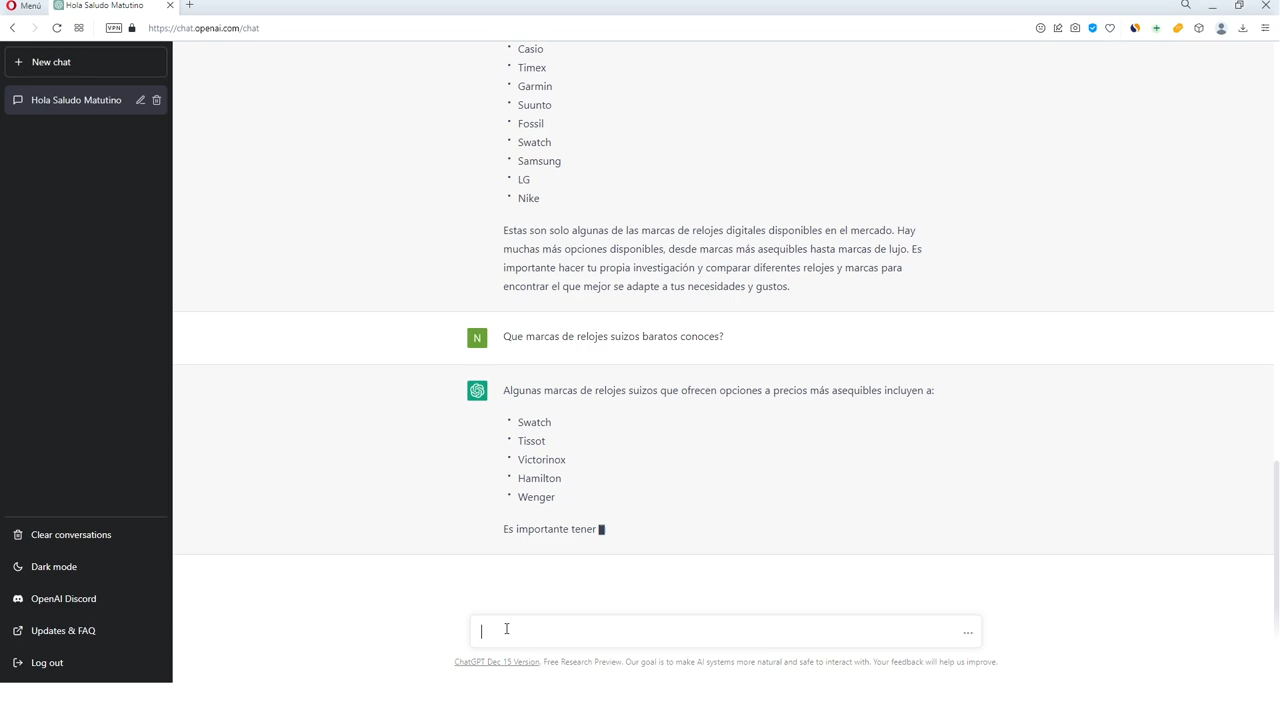 Menú
Hola Saludo Matutino
VPN
https://chat.openai.com/chat
New chat
Hola Saludo Matutino
Casio
Timex
Garmin
Suunto
Fossil
Swatch
Samsung
LG
Nike
Estas son solo algunas de las marcas de relojes digitales disponibles en el mercado. Hay
muchas más opciones disponibles, desde marcas más asequibles hasta marcas de lujo. Es
importante hacer tu propia investigación y comparar diferentes relojes y marcas para
encontrar el que mejor se adapte a tus necesidades y gustos.
N
Que marcas de relojes suizos baratos conoces?
Algunas marcas de relojes suizos que ofrecen opciones a precios más asequibles incluyen a:
Swatch
Tissot
Victorinox
Hamilton
Wenger
Es importante tener
Clear conversations
Dark mode
OpenAI Discord
Updates & FAQ
Log out
ChatGPT Dec 15 Version. Free Research Preview. Our goal is to make AI systems more natural and safe to interact with. Your feedback will help us improve.